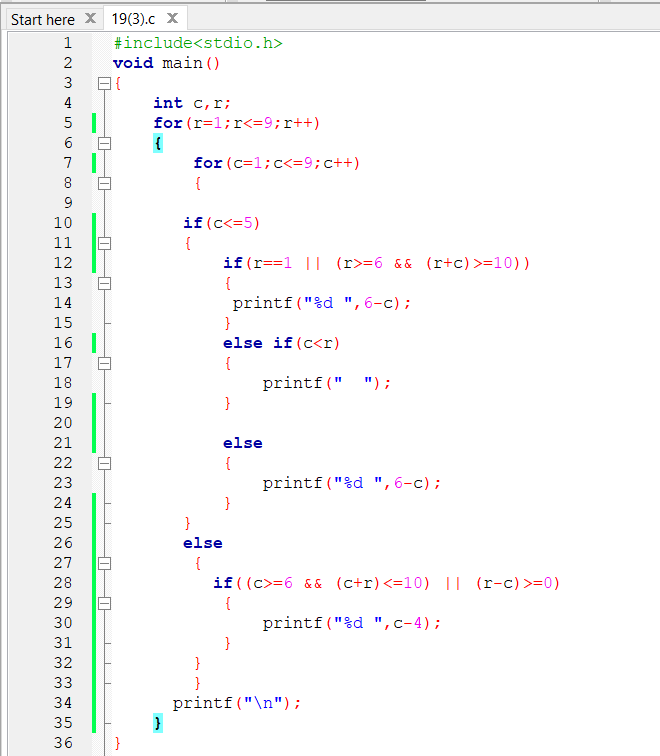 Start here X 19(3).c X
1 #include<stdio.h>
2 void main()
3 {
4 int c,r;
5 for(r=1;r<=9;r++)
6 {
7 for(c=1;c<=9;c++)
8 {
9
10 if(c<=5)
11 {
12 if(r==1 || (r>=6 && (r+c)>=10))
13 {
14 printf("%d ",6-c);
15 }
16 else if(c<r)
17 {
18 printf("  ");
19 }
20
21 else
22 {
23 printf("%d ",6-c);
24 }
25 }
26 else
27 {
28 if((c>=6 && (c+r)<=10) || (r-c)>=0)
29 {
30 printf("%d ",c-4);
31 }
32 }
33 }
34 printf("\n");
35 }
36 }